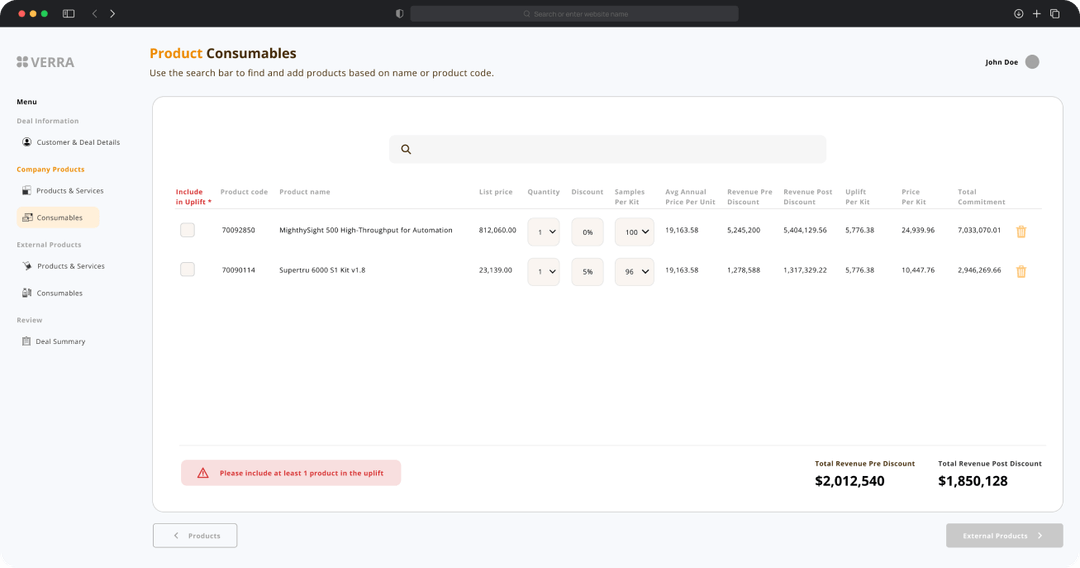 Search or enter website name
VERRA
Product Consumables
Use the search bar to find and add products based on name or product code.
John Doe
Menu
Deal Information
Customer & Deal Details
Company Products
Products & Services
Consumables
External Products
Products & Services
Consumables
Review
Deal Summary
Include in Uplift * Product code Product name List price Quantity Discount Samples Per Kit Avg Annual Price Per Unit Revenue Pre Discount Revenue Post Discount Uplift Per Kit Price Per Kit Total Commitment
70092850 MighthySight 500 High-Throughput for Automation 812,060.00 1 0% 100 19,163.58 5,245,200 5,404,129.56 5,776.38 24,939.96 7,033,070.01
70090114 Supertru 6000 S1 Kit v1.8 23,139.00 1 5% 96 19,163.58 1,278,588 1,317,329.22 5,776.38 10,447.76 2,946,269.66
Please include at least 1 product in the uplift
Total Revenue Pre Discount Total Revenue Post Discount
$2,012,540 $1,850,128
Products
External Products